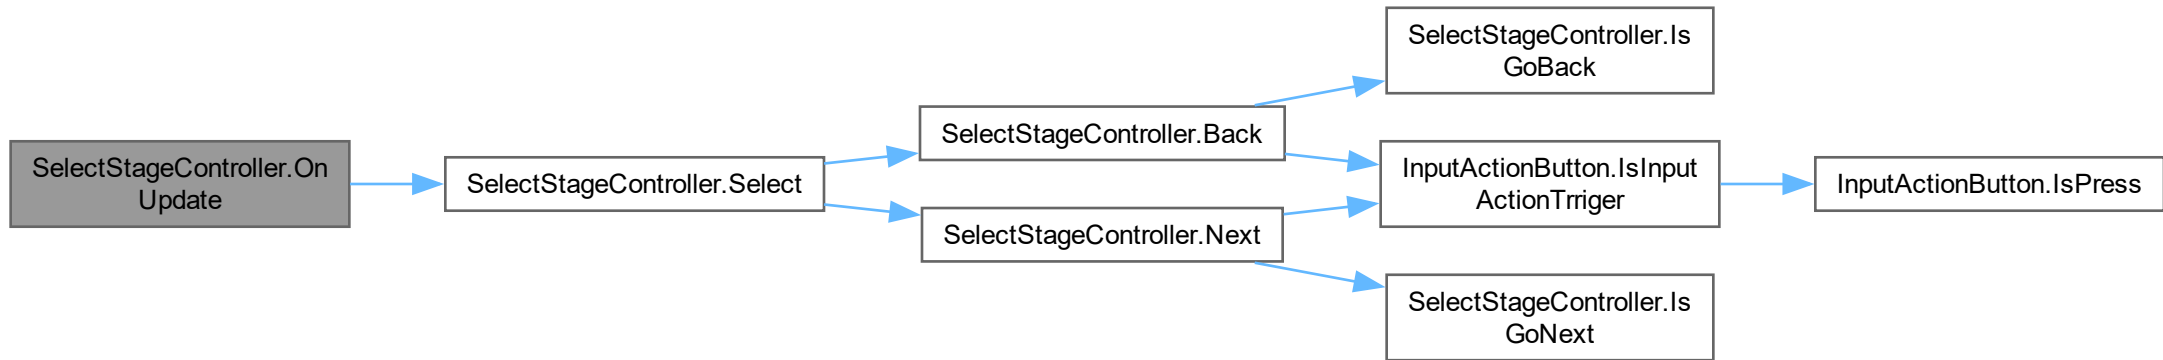 SelectStageController.On
Update
SelectStageController.Select
SelectStageController.Back
SelectStageController.Next
SelectStageController.Is
GoBack
InputActionButton.IsInput
ActionTrriger
SelectStageController.Is
GoNext
InputActionButton.IsPress